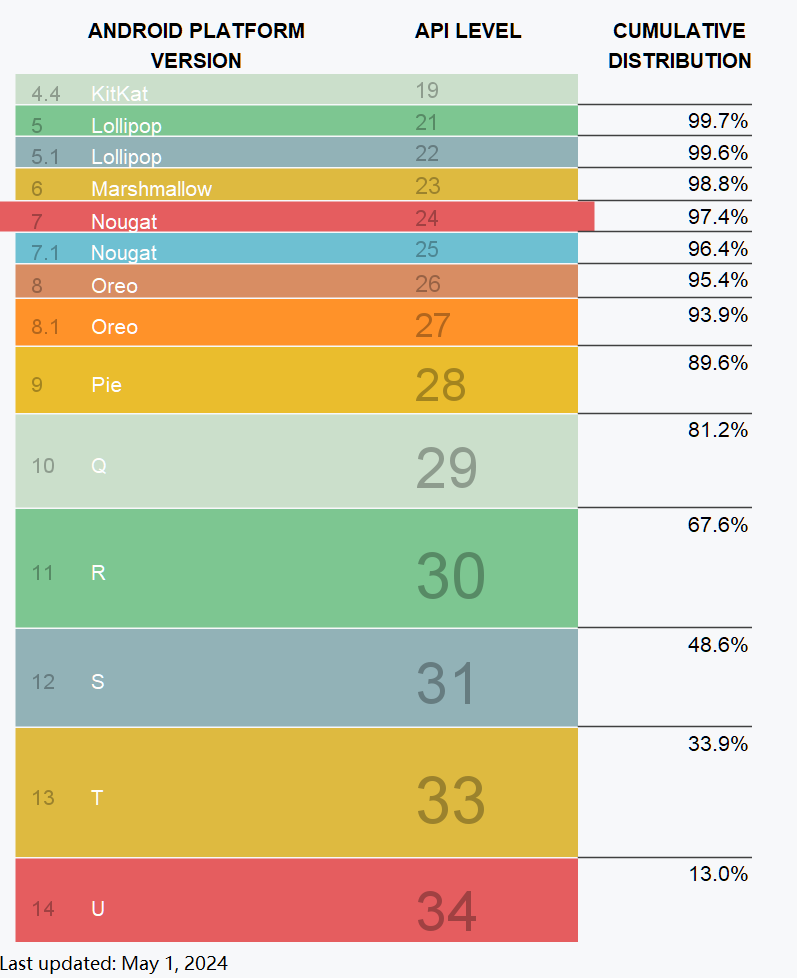 ANDROID PLATFORM VERSION API LEVEL CUMULATIVE DISTRIBUTION
4.4 KitKat 19
5 Lollipop 21 99.7%
5.1 Lollipop 22 99.6%
6 Marshmallow 23 98.8%
7 Nougat 24 97.4%
7.1 Nougat 25 96.4%
8 Oreo 26 95.4%
8.1 Oreo 27 93.9%
9 Pie 28 89.6%
10 Q 29 81.2%
11 R 30 67.6%
12 S 31 48.6%
13 T 33 33.9%
14 U 34 13.0%
Last updated: May 1, 2024